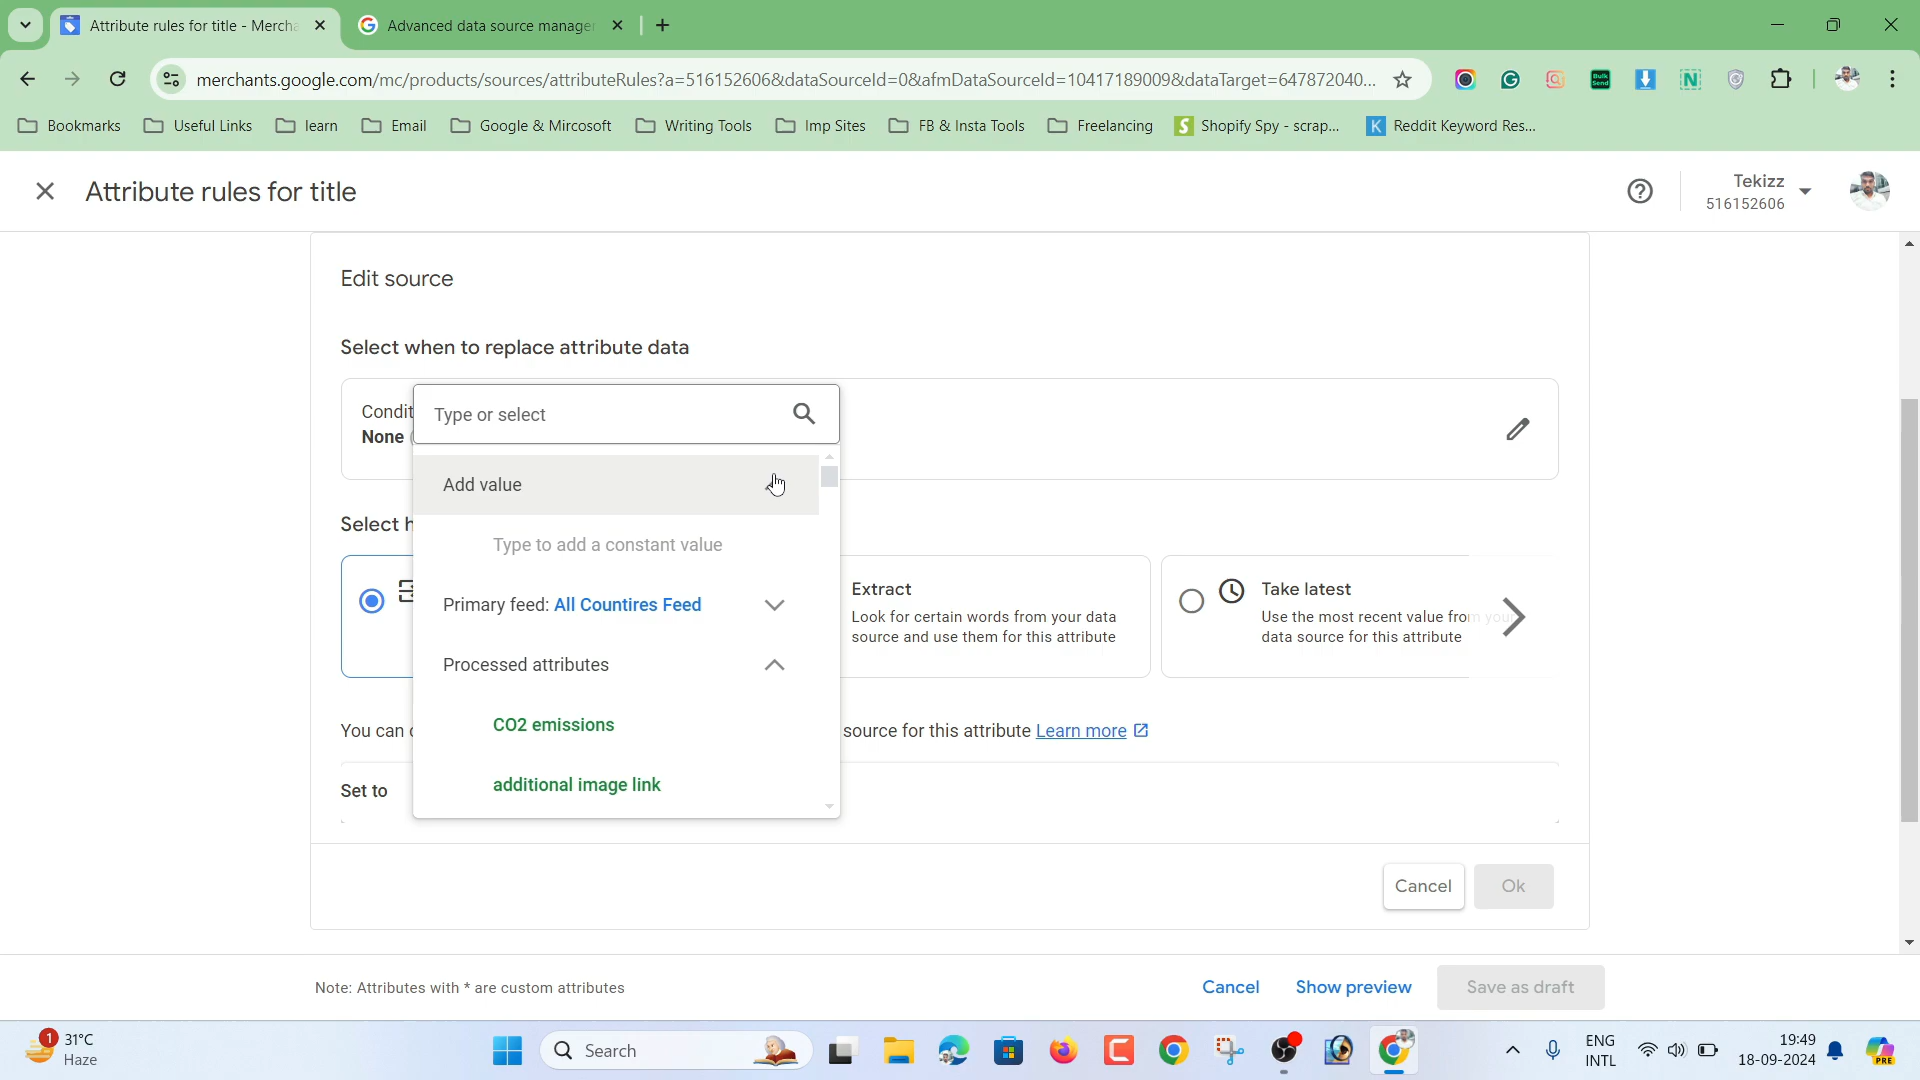 Attribute rules for title - Mercha
Advanced data source manage
merchants.google.com/mc/products/sources/attributeRules?a=516152606&dataSourceId=0&afmDataSourceId=10417189009&dataTarget=647872040...
Bookmarks
Useful Links
learn
Email
Google & Mircosoft
Writing Tools
Imp Sites
FB & Insta Tools
Freelancing
Shopify Spy - scrap...
Reddit Keyword Res...
Attribute rules for title
Tekizz
516152606
Edit source
Select when to replace attribute data
Condit
None
Type or select
Add value
Type to add a constant value
Primary feed: All Countires Feed
Processed attributes
CO2 emissions
additional image link
Select h
Extract
Look for certain words from your data
source and use them for this attribute
Take latest
Use the most recent value from your
data source for this attribute
You can
source for this attribute Learn more
Set to
Cancel
Ok
Note: Attributes with * are custom attributes
Cancel
Show preview
Save as draft
1
31°C
Haze
Search
ENG
INTL
19:49
18-09-2024
PRE